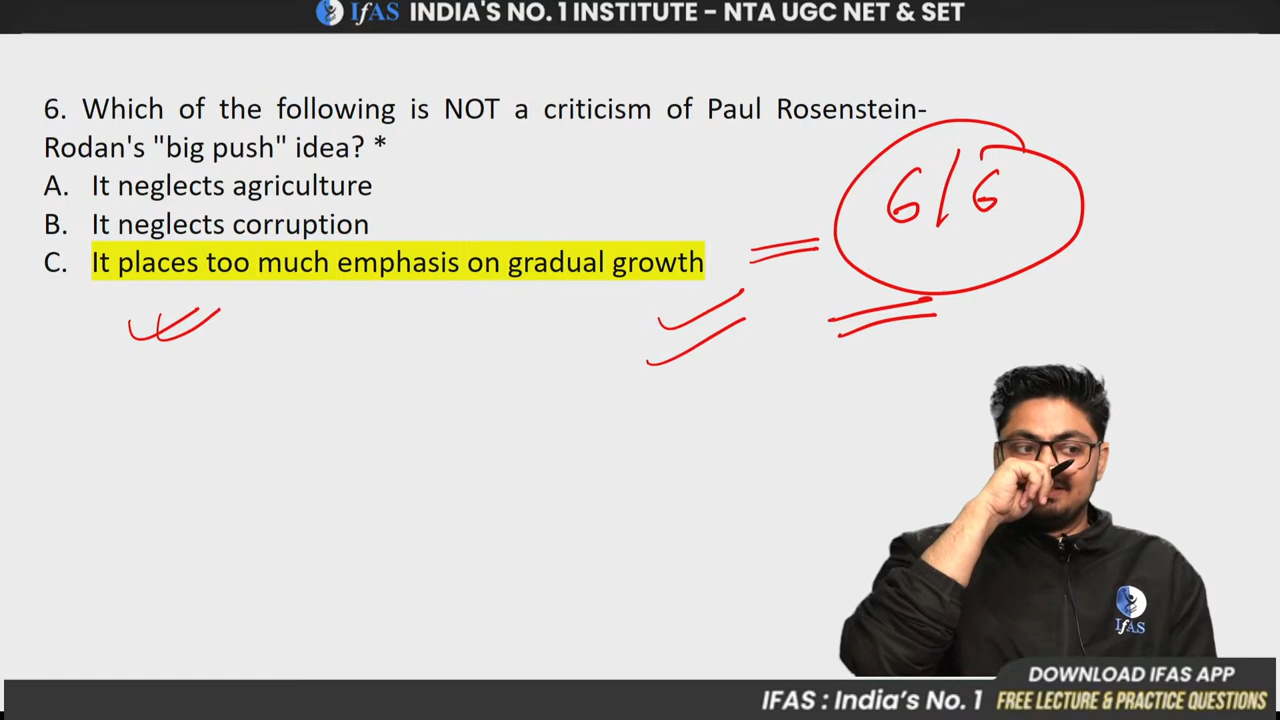 IfAS INDIA'S NO. 1 INSTITUTE - NTA UGC NET & SET
6. Which of the following is NOT a criticism of Paul Rosenstein-
Rodan's "big push" idea? *
A. It neglects agriculture
B. It neglects corruption
C. It places too much emphasis on gradual growth
6/6
IfAS
DOWNLOAD IFAS APP
IFAS : India's No. 1 FREE LECTURE & PRACTICE QUESTIONS